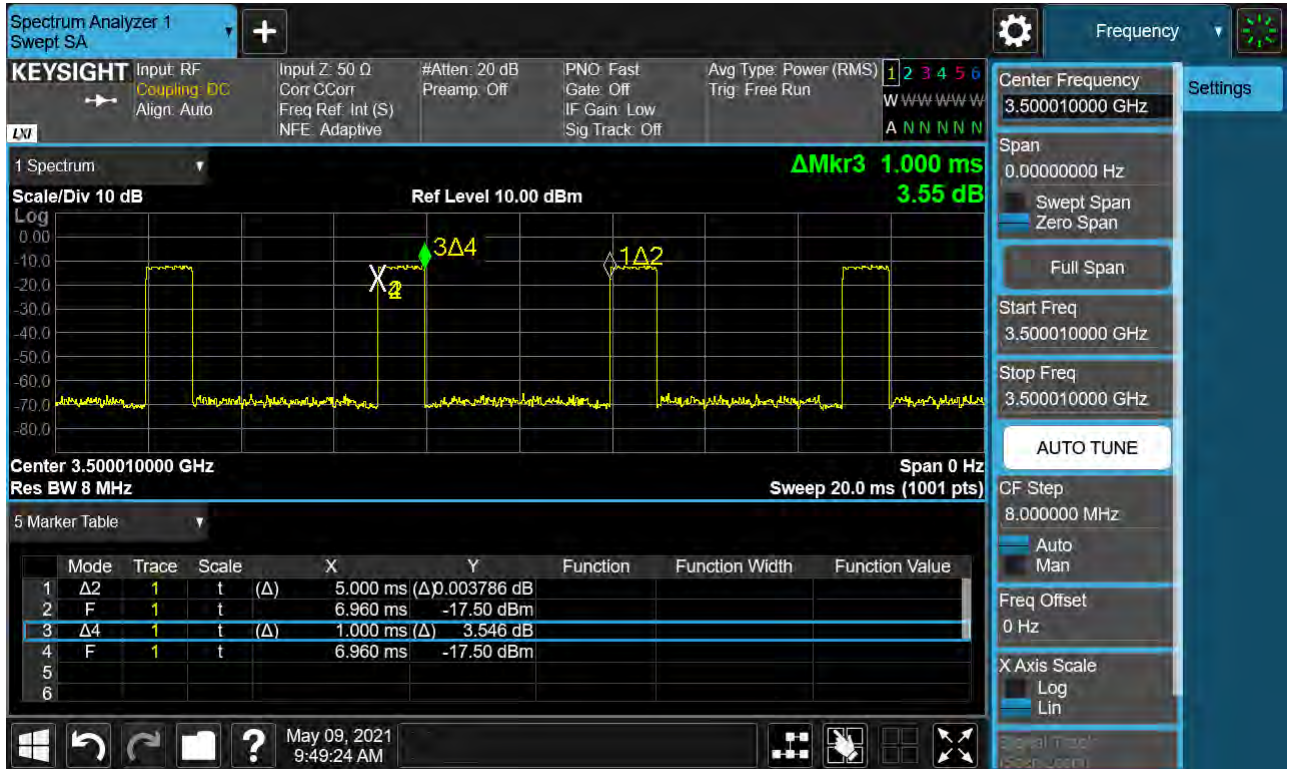 Spectrum Analyzer 1
Swept SA
+
Frequency
KEYSIGHT
Input: RF
Coupling: DC
Align: Auto
LXI
Input Z: 50 Ω
Corr CCorr
Freq Ref: Int (S)
NFE: Adaptive
#Atten: 20 dB
Preamp: Off
PNO: Fast
Gate: Off
IF Gain: Low
Sig Track: Off
Avg Type: Power (RMS)
Trig: Free Run
1 2 3 4 5 6
W W W W W W
A N N N N N
1 Spectrum
ΔMkr3 1.000 ms
3.55 dB
Scale/Div 10 dB
Ref Level 10.00 dBm
Log
0.00
-10.0
-20.0
-30.0
-40.0
-50.0
-60.0
-70.0
-80.0
3Δ4
1Δ2
Center 3.500010000 GHz
Span 0 Hz
Res BW 8 MHz
Sweep 20.0 ms (1001 pts)
5 Marker Table
Mode Trace Scale X Y Function Function Width Function Value
1 Δ2 1 t (Δ) 5.000 ms (Δ) 0.003786 dB
2 F 1 t 6.960 ms -17.50 dBm
3 Δ4 1 t (Δ) 1.000 ms (Δ) 3.546 dB
4 F 1 t 6.960 ms -17.50 dBm
5
6
?
May 09, 2021
9:49:24 AM
Center Frequency
3.500010000 GHz
Settings
Span
0.00000000 Hz
Swept Span
Zero Span
Full Span
Start Freq
3.500010000 GHz
Stop Freq
3.500010000 GHz
AUTO TUNE
CF Step
8.000000 MHz
Auto
Man
Freq Offset
0 Hz
X Axis Scale
Log
Lin